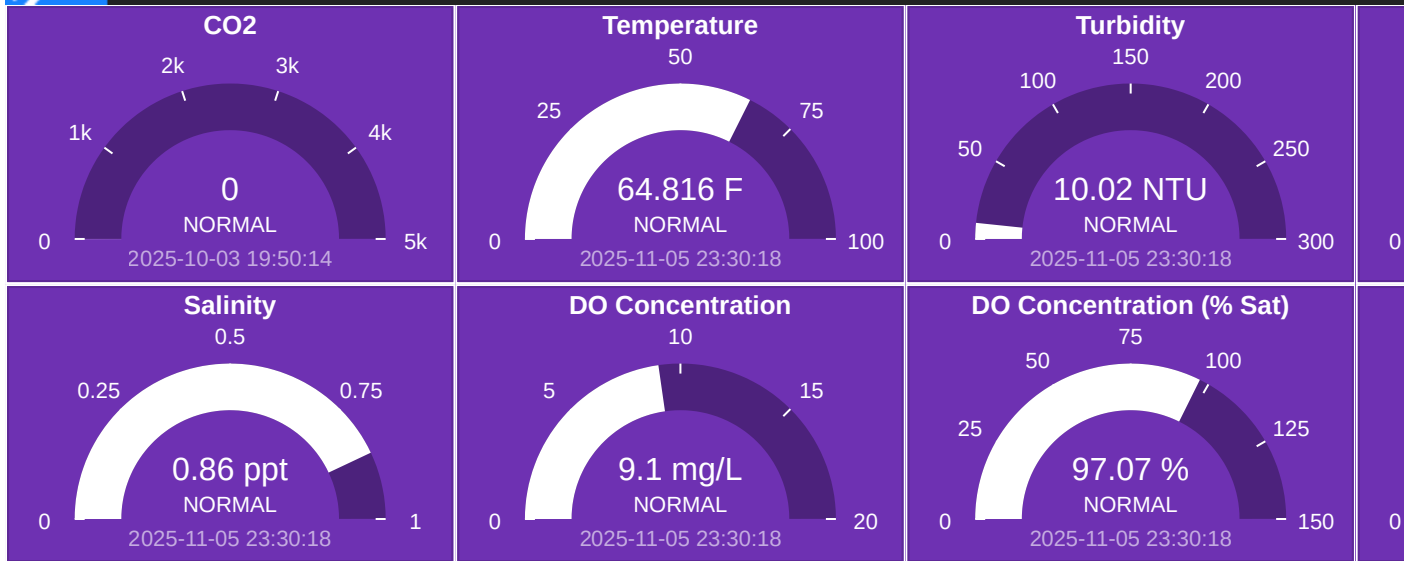 CO2
0
1k
2k
3k
4k
5k
0
NORMAL
2025-10-03 19:50:14
Temperature
0
25
50
75
100
64.816 F
NORMAL
2025-11-05 23:30:18
Turbidity
0
50
100
150
200
250
300
10.02 NTU
NORMAL
2025-11-05 23:30:18
0
Salinity
0
0.25
0.5
0.75
1
0.86 ppt
NORMAL
2025-11-05 23:30:18
DO Concentration
0
5
10
15
20
9.1 mg/L
NORMAL
2025-11-05 23:30:18
DO Concentration (% Sat)
0
25
50
75
100
125
150
97.07 %
NORMAL
2025-11-05 23:30:18
0